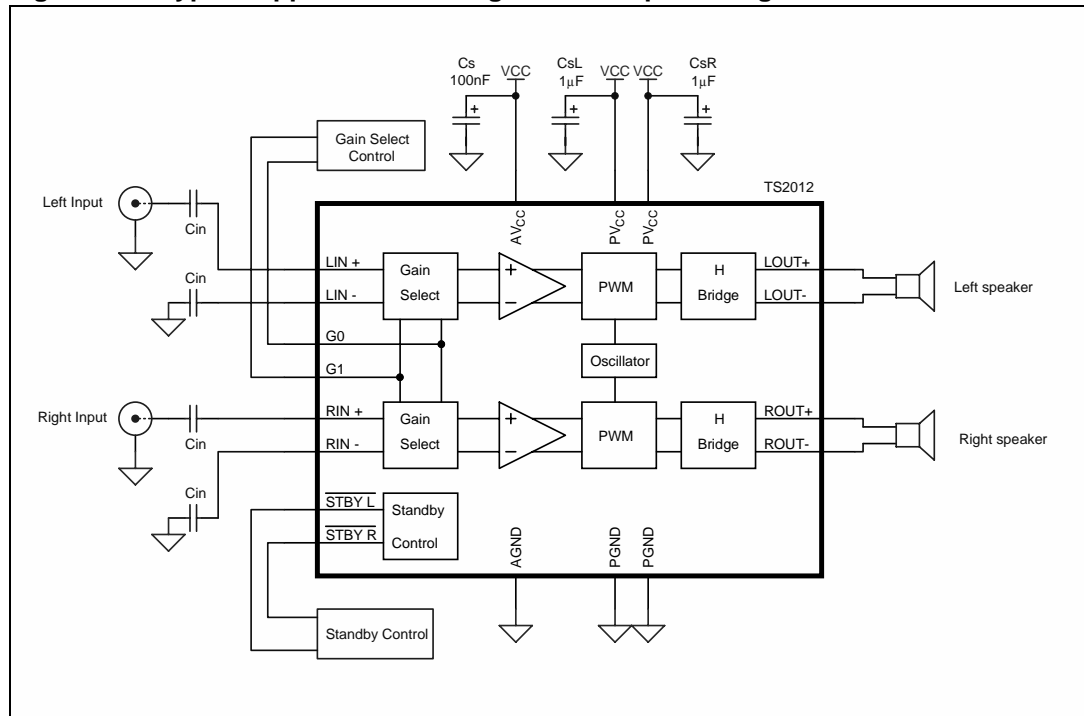 Cs
100nF
VCC
CsL
1µF
VCC
VCC
CsR
1µF
Gain Select
Control
TS2012
Left Input
Cin
AVCC
PVCC
PVCC
LIN +
Gain
Select
LIN -
+
−
PWM
H
Bridge
LOUT+
LOUT-
Left speaker
Cin
G0
G1
Oscillator
Right Input
Cin
RIN +
Gain
Select
RIN -
+
−
PWM
H
Bridge
ROUT+
ROUT-
Right speaker
Cin
STBY L
Standby
Control
STBY R
AGND
PGND
PGND
Standby Control